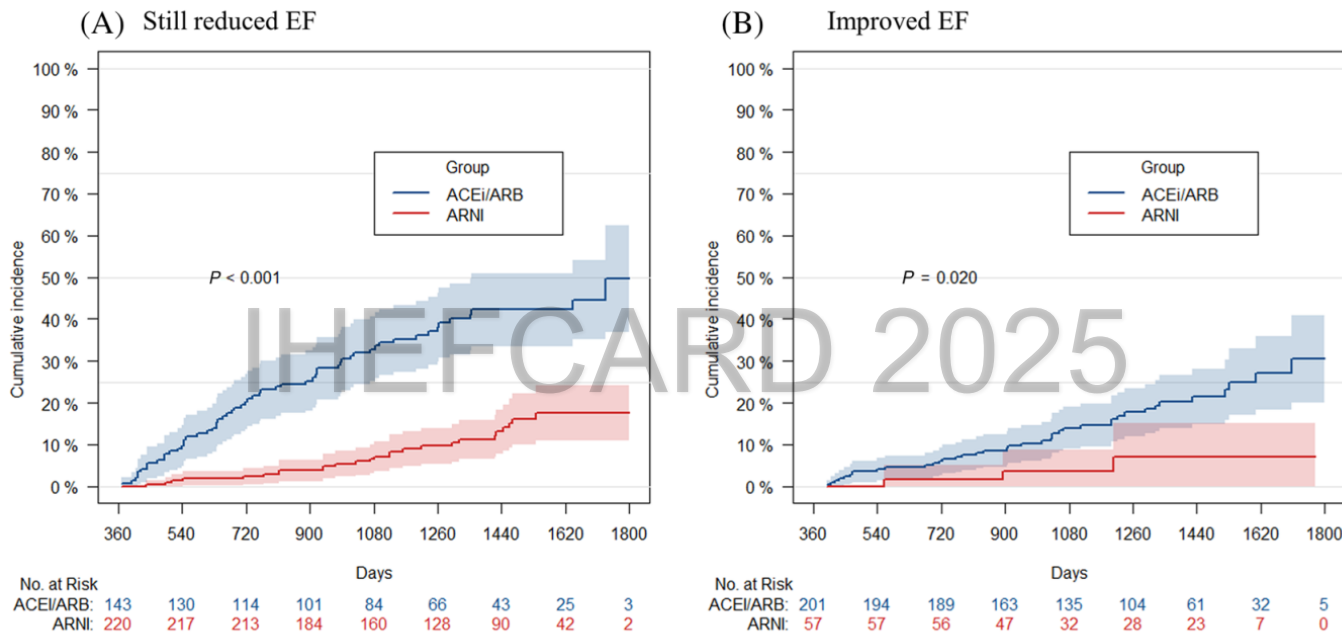 (A) Still reduced EF
100 %
90 %
80 %
70 %
60 %
50 %
40 %
30 %
20 %
10 %
0 %
Cumulative incidence
Group
ACEi/ARB
ARNI
P < 0.001
360 540 720 900 1080 1260 1440 1620 1800
Days
No. at Risk
ACEI/ARB: 143 130 114 101 84 66 43 25 3
ARNI: 220 217 213 184 160 128 90 42 2
(B) Improved EF
100 %
90 %
80 %
70 %
60 %
50 %
40 %
30 %
20 %
10 %
0 %
Cumulative incidence
Group
ACEi/ARB
ARNI
P = 0.020
360 540 720 900 1080 1260 1440 1620 1800
Days
No. at Risk
ACEI/ARB: 201 194 189 163 135 104 61 32 5
ARNI: 57 57 56 47 32 28 23 7 0
IHEFCARD 2025